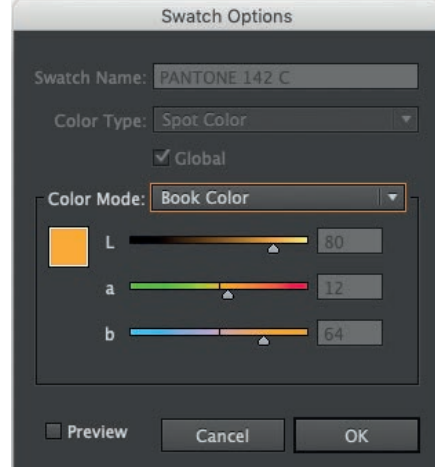 Swatch Options
Swatch Name: PANTONE 142 C
Color Type: Spot Color
Global
Color Mode: Book Color
L 80
a 12
b 64
Preview Cancel OK